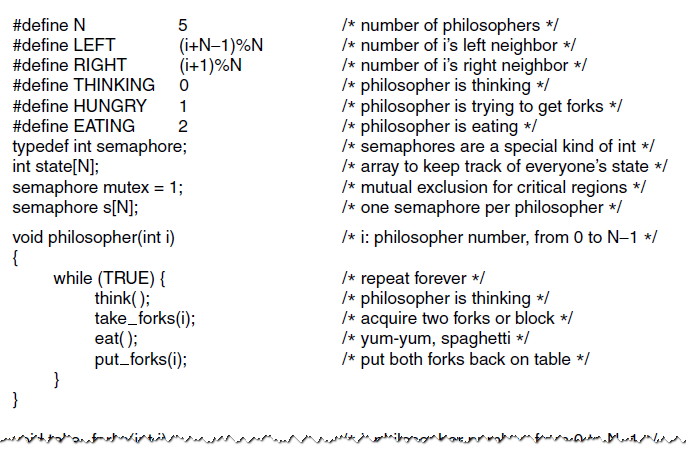 #define N 5 /* number of philosophers */
#define LEFT (i+N−1)%N /* number of i’s left neighbor */
#define RIGHT (i+1)%N /* number of i’s right neighbor */
#define THINKING 0 /* philosopher is thinking */
#define HUNGRY 1 /* philosopher is trying to get forks */
#define EATING 2 /* philosopher is eating */
typedef int semaphore; /* semaphores are a special kind of int */
int state[N]; /* array to keep track of everyone’s state */
semaphore mutex = 1; /* mutual exclusion for critical regions */
semaphore s[N]; /* one semaphore per philosopher */
void philosopher(int i) /* i: philosopher number, from 0 to N−1 */
{
while (TRUE) { /* repeat forever */
think( ); /* philosopher is thinking */
take_forks(i); /* acquire two forks or block */
eat( ); /* yum-yum, spaghetti */
put_forks(i); /* put both forks back on table */
}
}